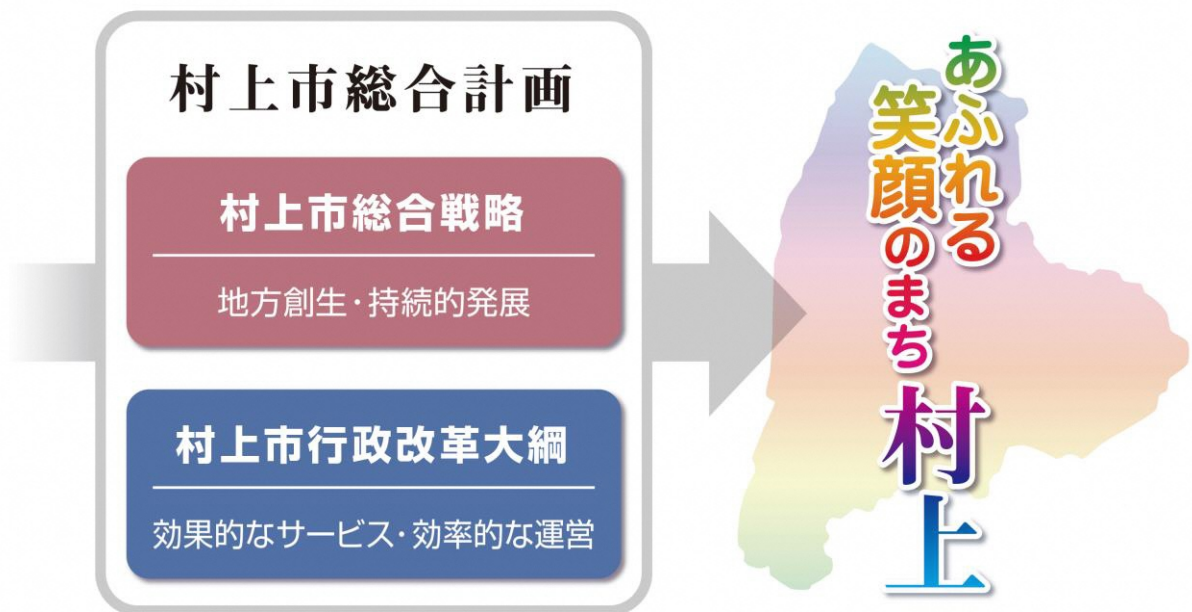 村上市総合計画
村上市総合戦略
地方創生・持続的発展
村上市行政改革大綱
効果的なサービス・効率的な運営
あふれる
笑顔のまち
村上